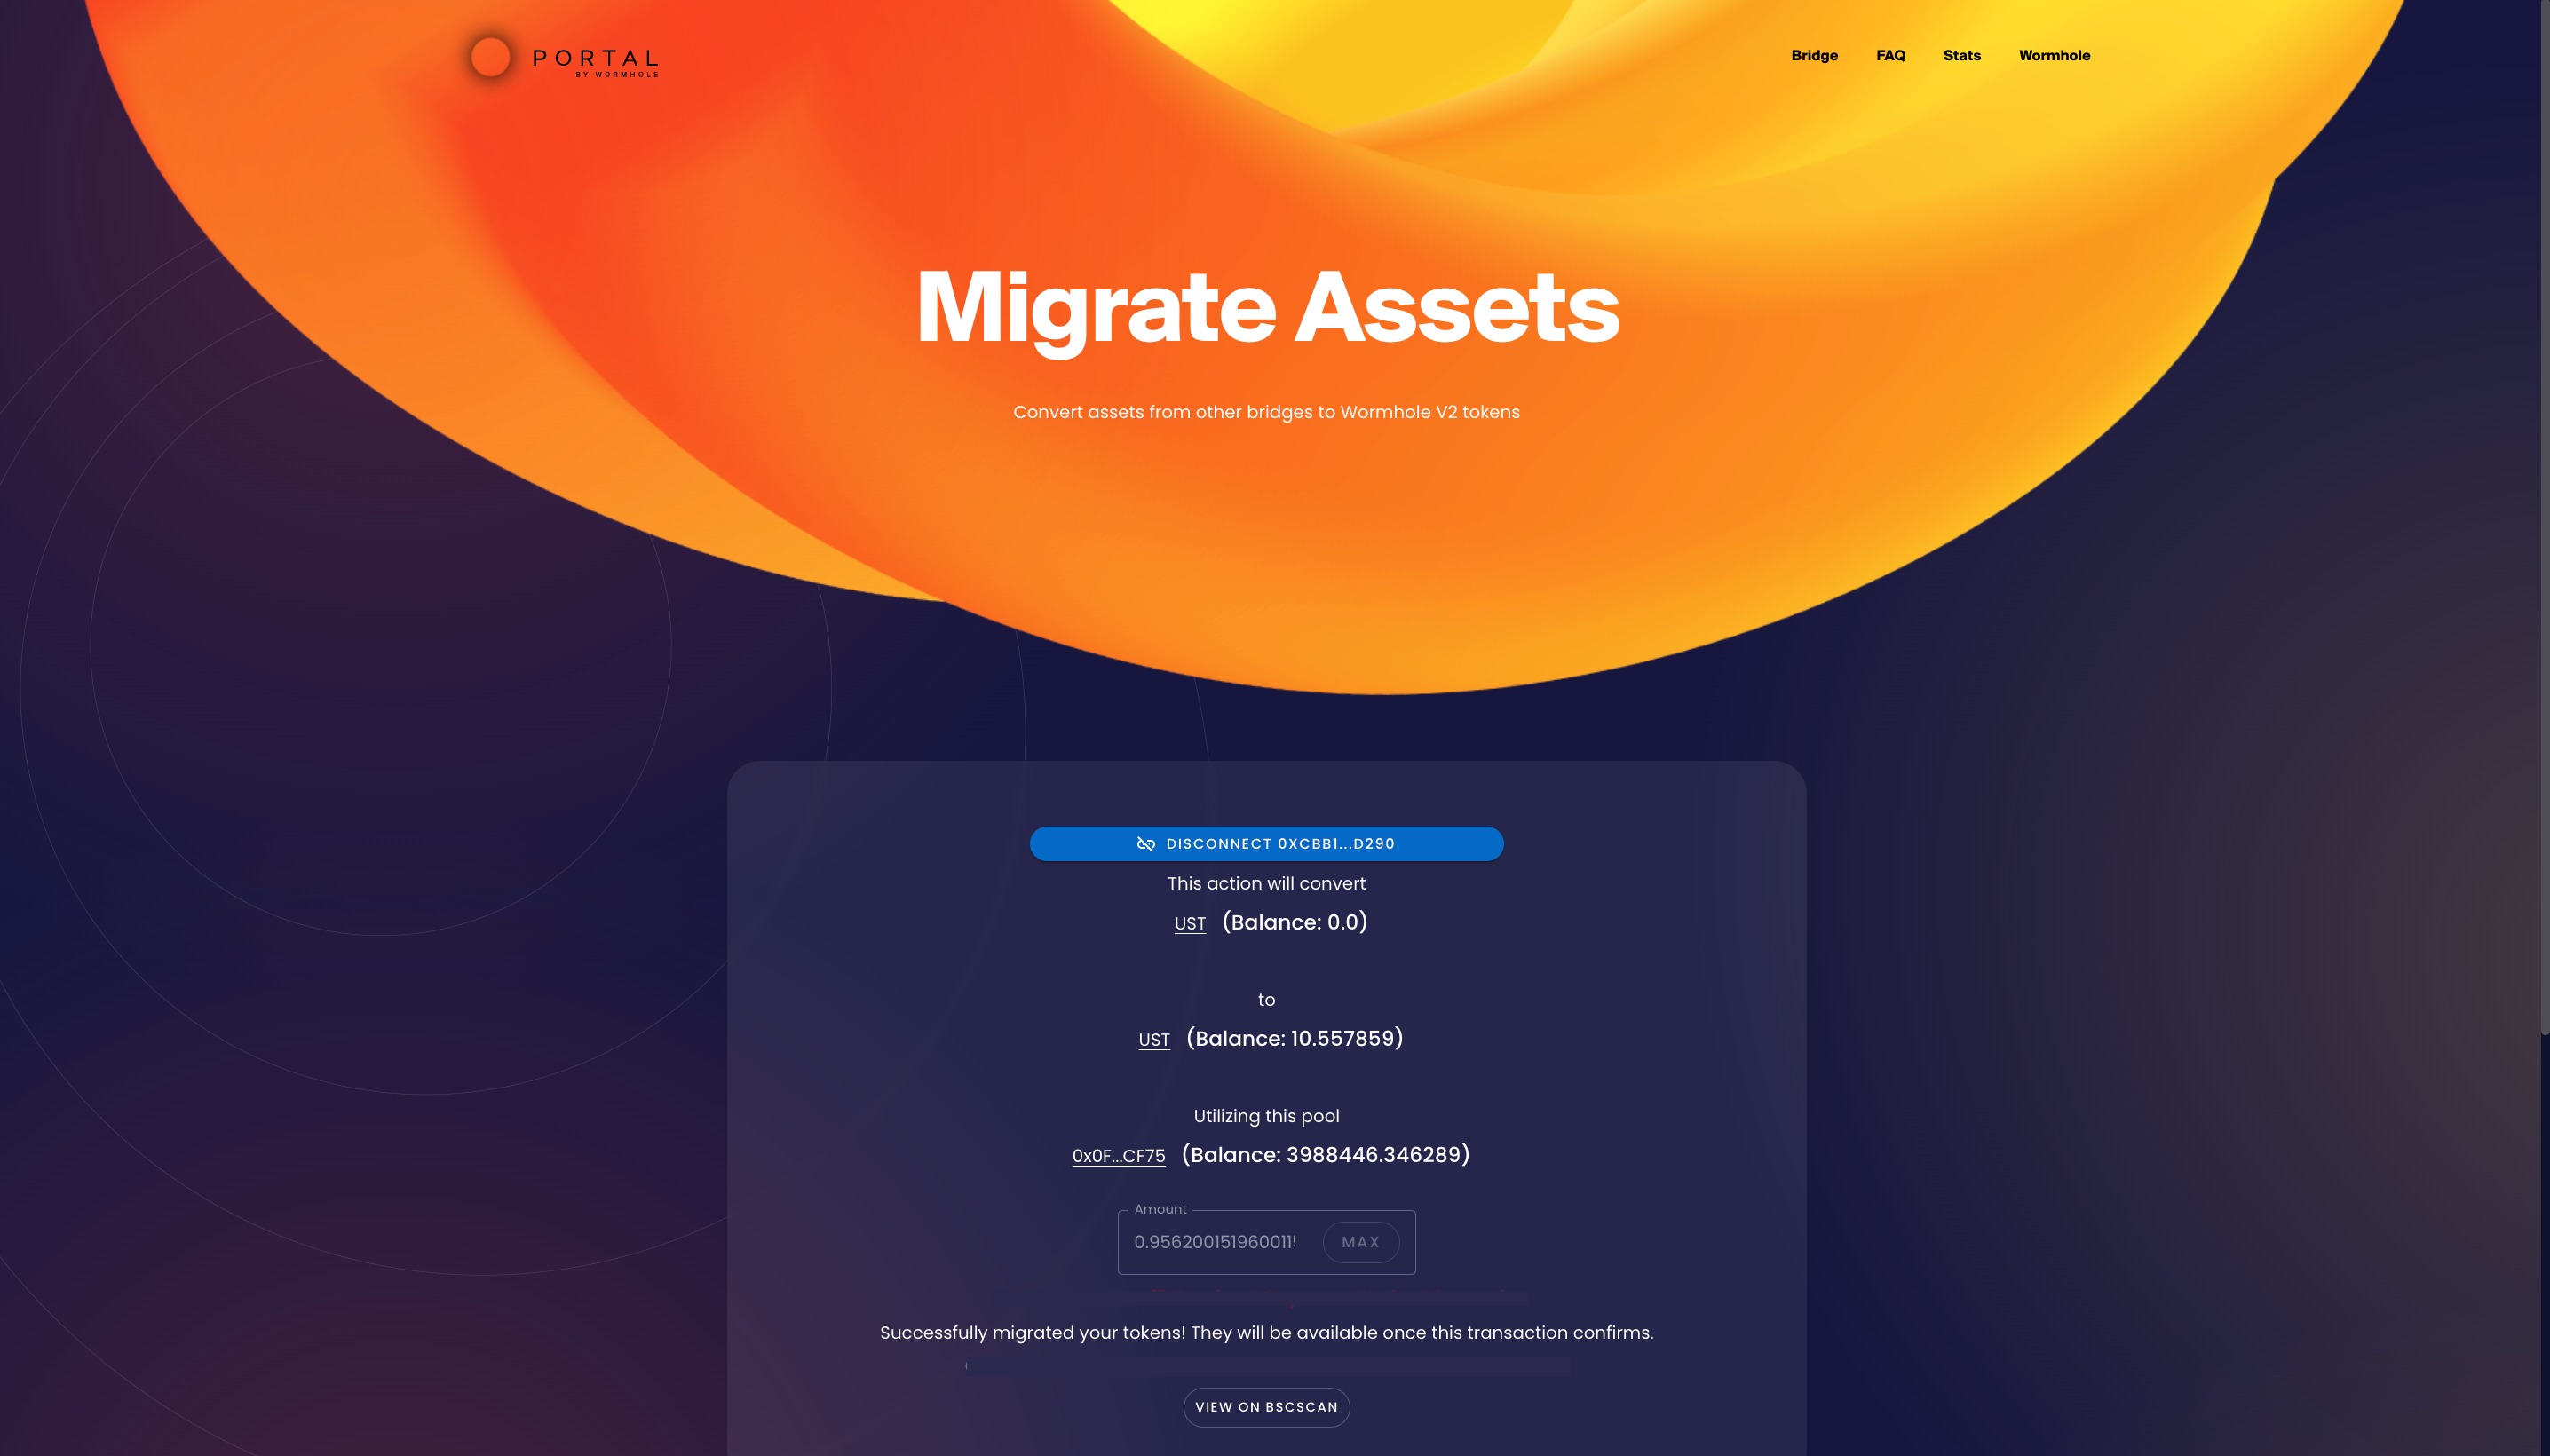 PORTAL
BY WORMHOLE
Bridge FAQ Stats Wormhole
Migrate Assets
Convert assets from other bridges to Wormhole V2 tokens
DISCONNECT 0XCBB1...D290
This action will convert
UST (Balance: 0.0)
to
UST (Balance: 10.557859)
Utilizing this pool
0x0F...CF75 (Balance: 3988446.346289)
Amount
0.956200151960011! MAX
Successfully migrated your tokens! They will be available once this transaction confirms.
VIEW ON BSCSCAN